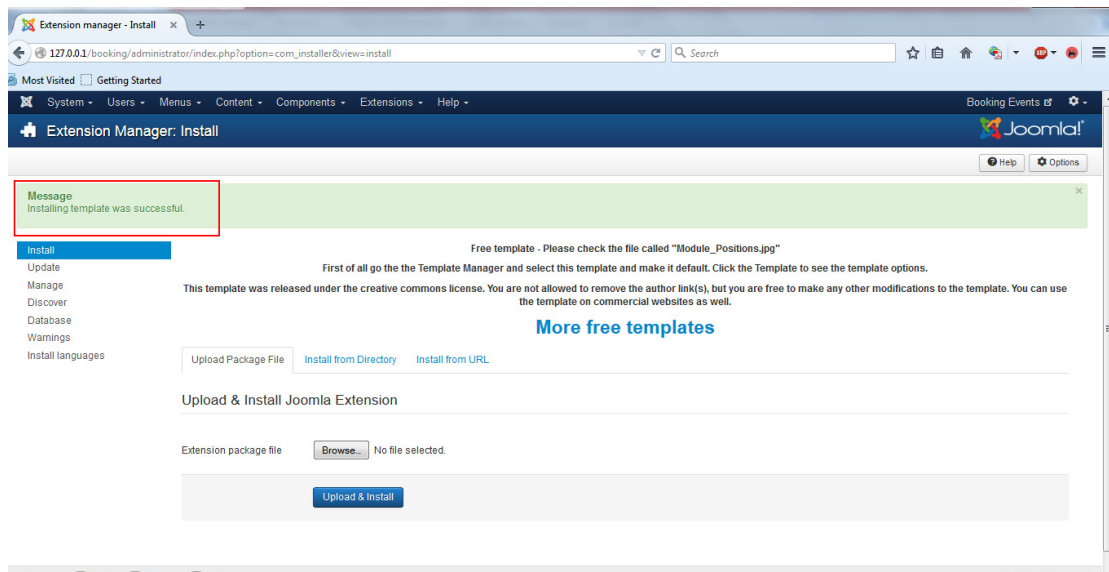 Extension manager - Install × +
127.0.0.1/booking/administrator/index.php?option=com_installer&view=install
Search
ABP
Most Visited Getting Started
System Users Menus Content Components Extensions Help Booking Events
Extension Manager: Install Joomla!
Help Options
Message ×
Installing template was successful.
Install
Update
Manage
Discover
Database
Warnings
Install languages
Free template - Please check the file called "Module_Positions.jpg"
First of all go the the Template Manager and select this template and make it default. Click the Template to see the template options.
This template was released under the creative commons license. You are not allowed to remove the author link(s), but you are free to make any other modifications to the template. You can use
the template on commercial websites as well.
More free templates
Upload Package File Install from Directory Install from URL
Upload & Install Joomla Extension
Extension package file Browse... No file selected.
Upload & Install